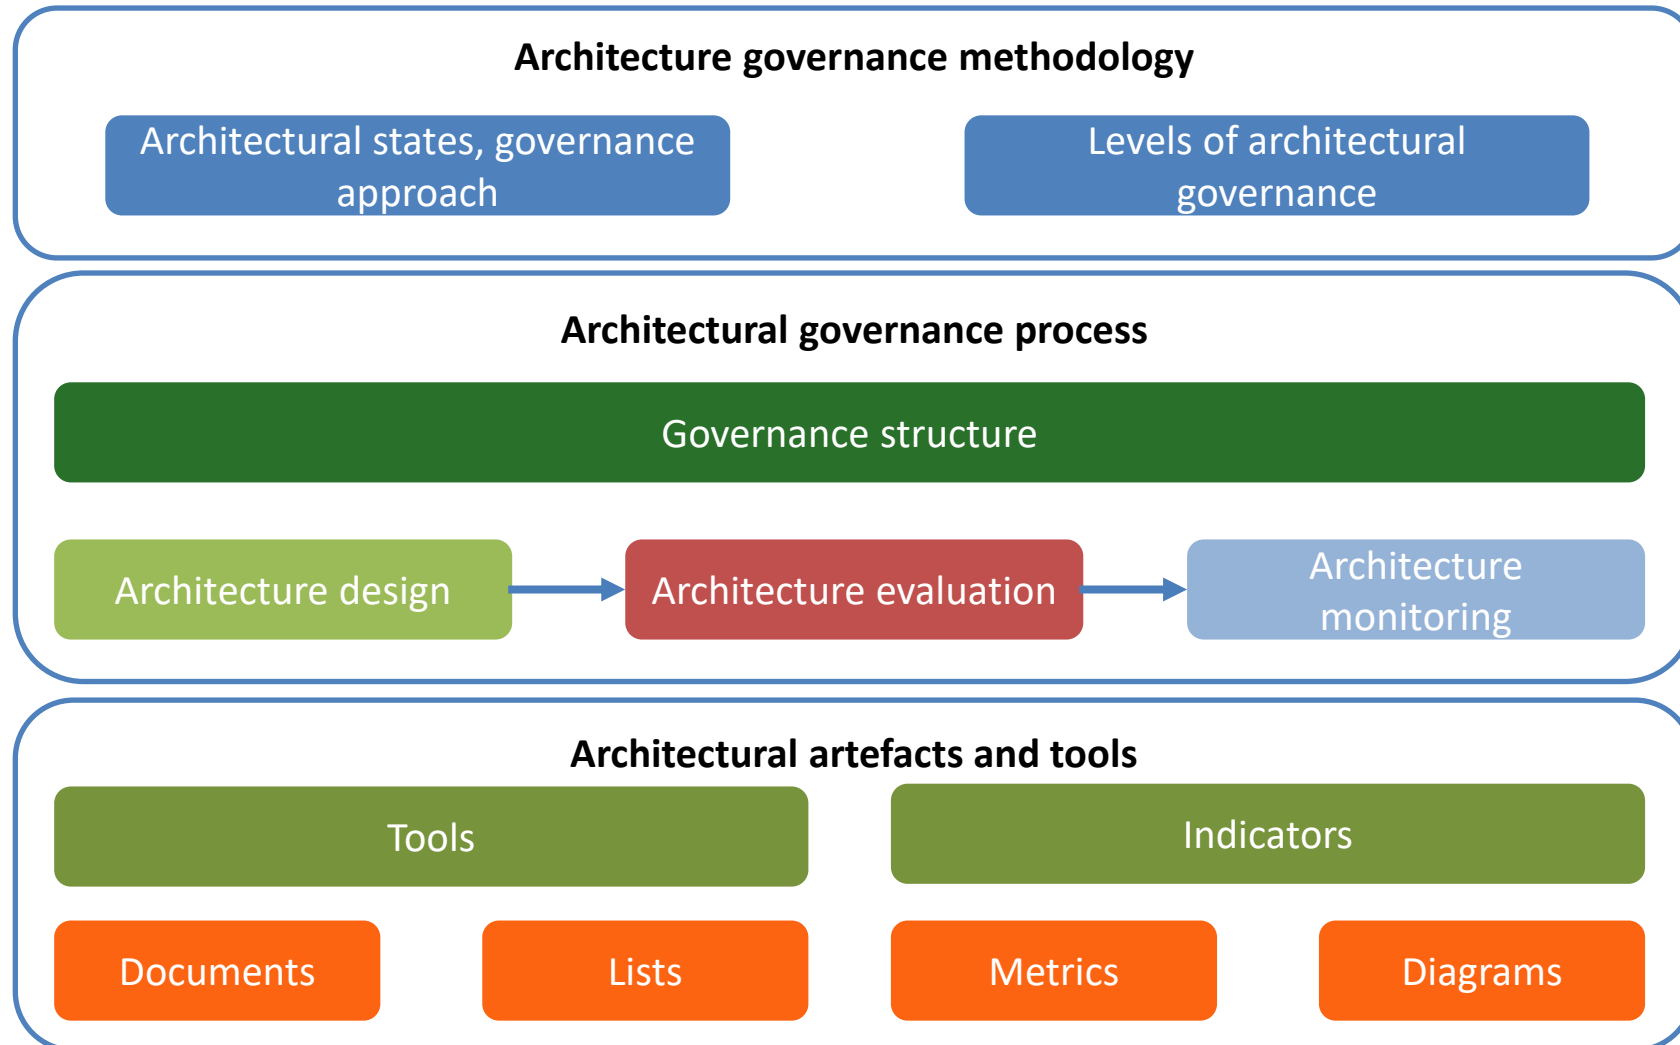 Architecture governance methodology
Architectural states, governance
approach
Levels of architectural
governance
Architectural governance process
Governance structure
Architecture design
Architecture evaluation
Architecture
monitoring
Architectural artefacts and tools
Tools
Indicators
Documents
Lists
Metrics
Diagrams